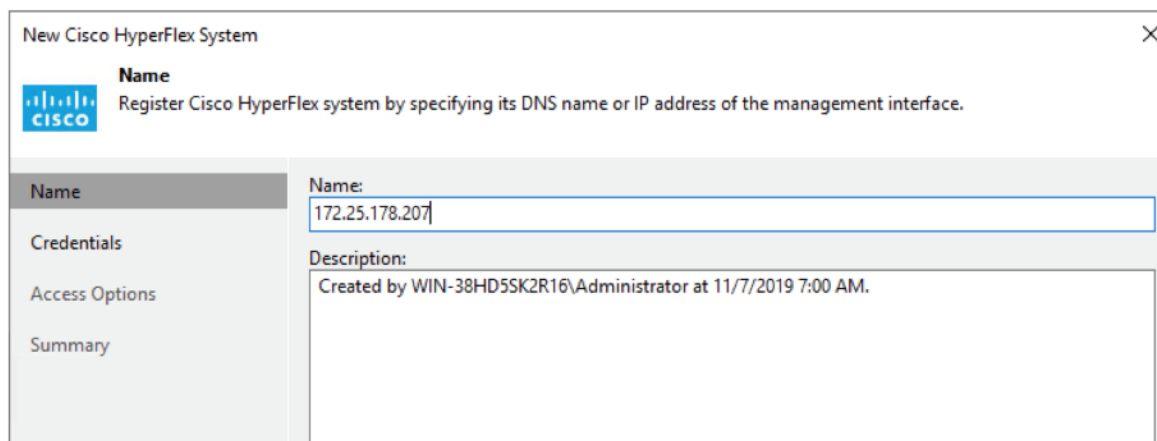 New Cisco HyperFlex System
Name
Register Cisco HyperFlex system by specifying its DNS name or IP address of the management interface.
CISCO
Name
Credentials
Access Options
Summary
Name:
172.25.178.207
Description:
Created by WIN-38HD5SK2R16\Administrator at 11/7/2019 7:00 AM.